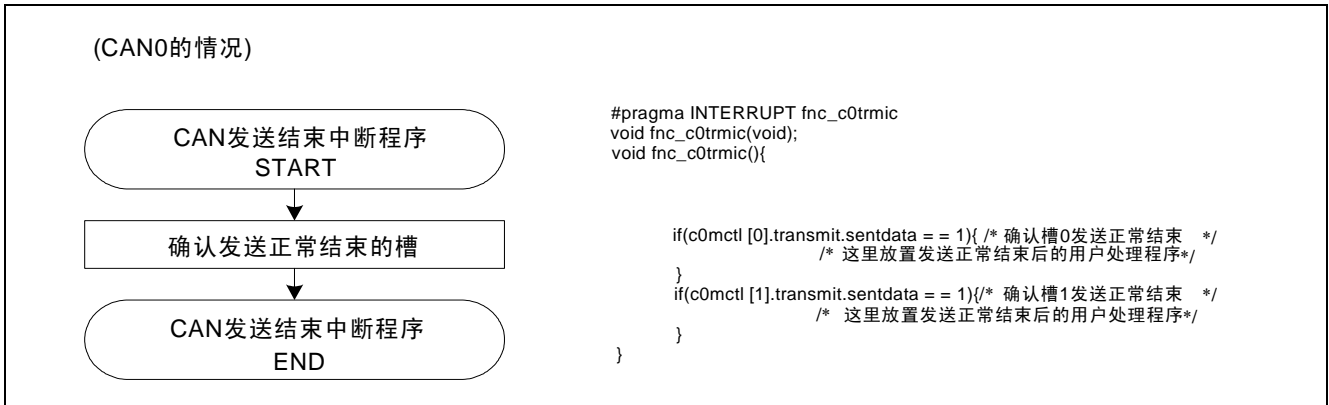 (CAN0的情况)
CAN发送结束中断程序
START
确认发送正常结束的槽
CAN发送结束中断程序
END
#pragma INTERRUPT fnc_c0trmic
void fnc_c0trmic(void);
void fnc_c0trmic(){
if(c0mctl [0].transmit.sentdata = = 1){ /* 确认槽0发送正常结束 */
/* 这里放置发送正常结束后的用户处理程序*/
}
if(c0mctl [1].transmit.sentdata = = 1){/* 确认槽1发送正常结束 */
/* 这里放置发送正常结束后的用户处理程序*/
}
}